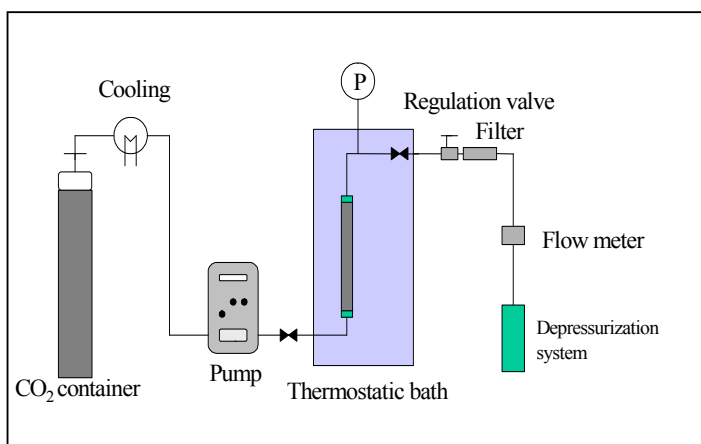 Cooling
P
Regulation valve
Filter
Flow meter
Depressurization
system
Pump
CO₂ container
Thermostatic bath